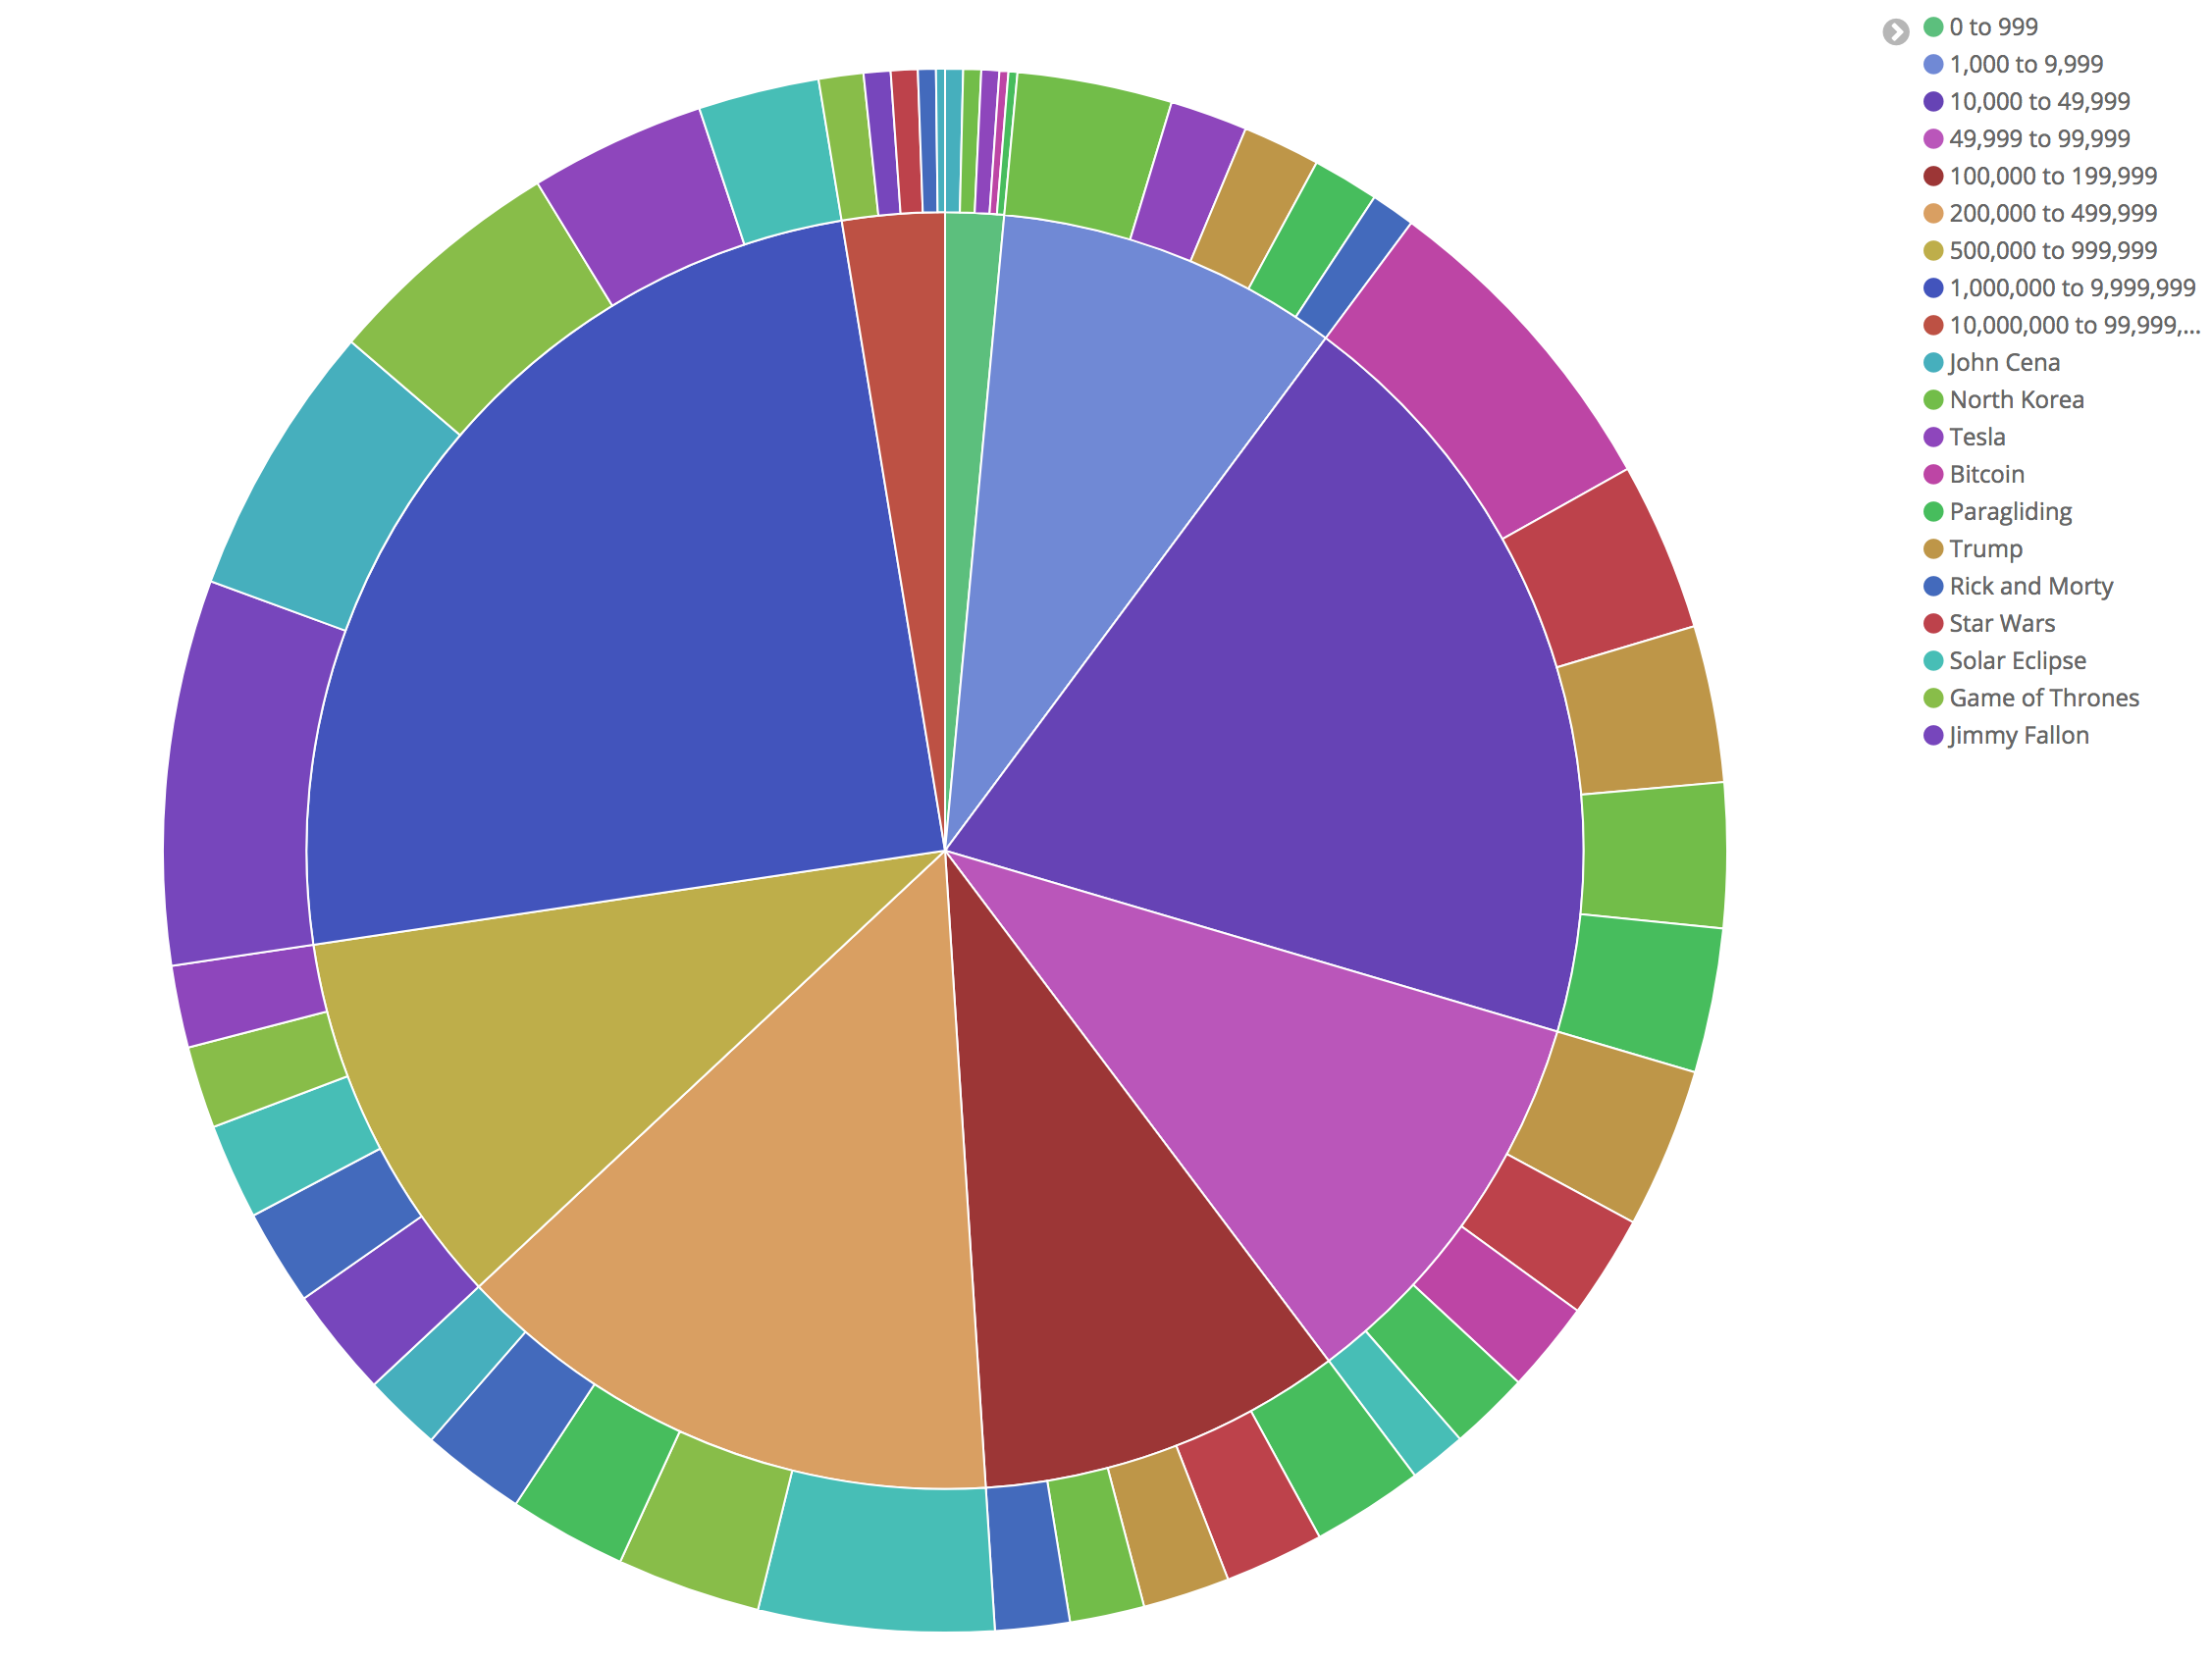 0 to 999
1,000 to 9,999
10,000 to 49,999
49,999 to 99,999
100,000 to 199,999
200,000 to 499,999
500,000 to 999,999
1,000,000 to 9,999,999
10,000,000 to 99,999,...
John Cena
North Korea
Tesla
Bitcoin
Paragliding
Trump
Rick and Morty
Star Wars
Solar Eclipse
Game of Thrones
Jimmy Fallon